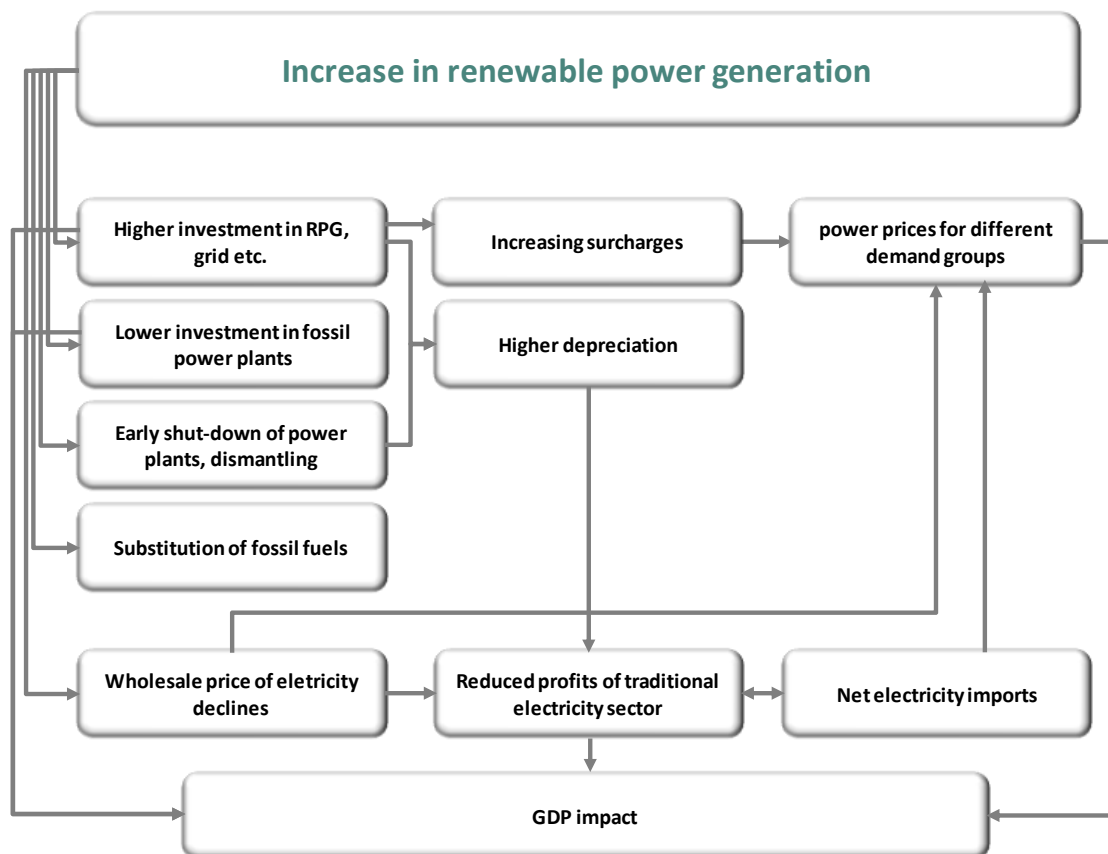 Increase in renewable power generation
Higher investment in RPG,
grid etc.
Increasing surcharges
power prices for different
demand groups
Lower investment in fossil
power plants
Higher depreciation
Early shut-down of power
plants, dismantling
Substitution of fossil fuels
Wholesale price of eletricity
declines
Reduced profits of traditional
electricity sector
Net electricity imports
GDP impact